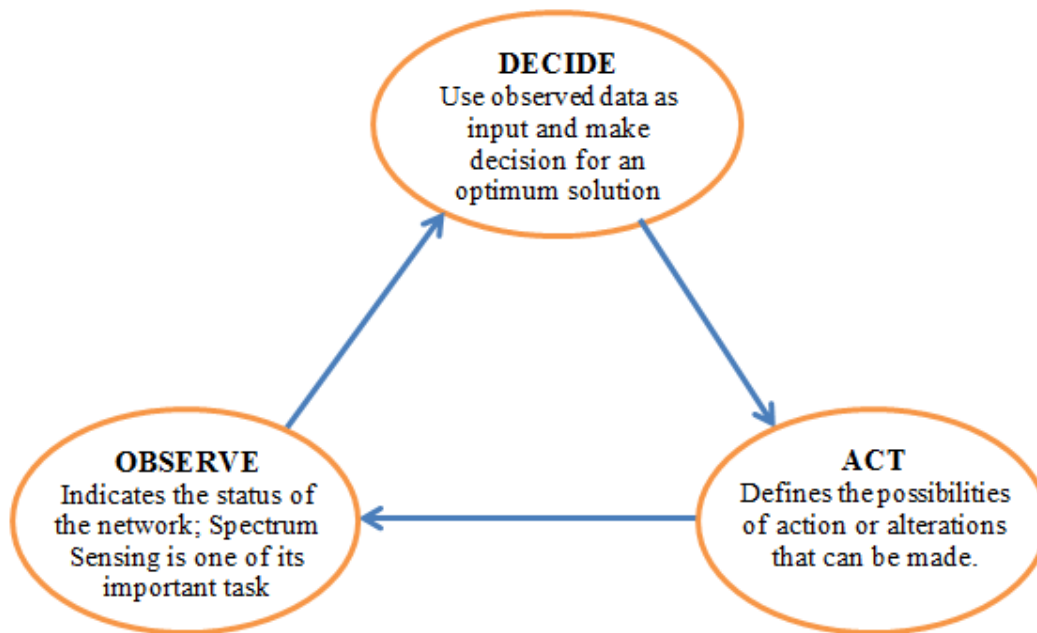 DECIDE
Use observed data as
input and make
decision for an
optimum solution
OBSERVE
Indicates the status of
the network; Spectrum
Sensing is one of its
important task
ACT
Defines the possibilities
of action or alterations
that can be made.